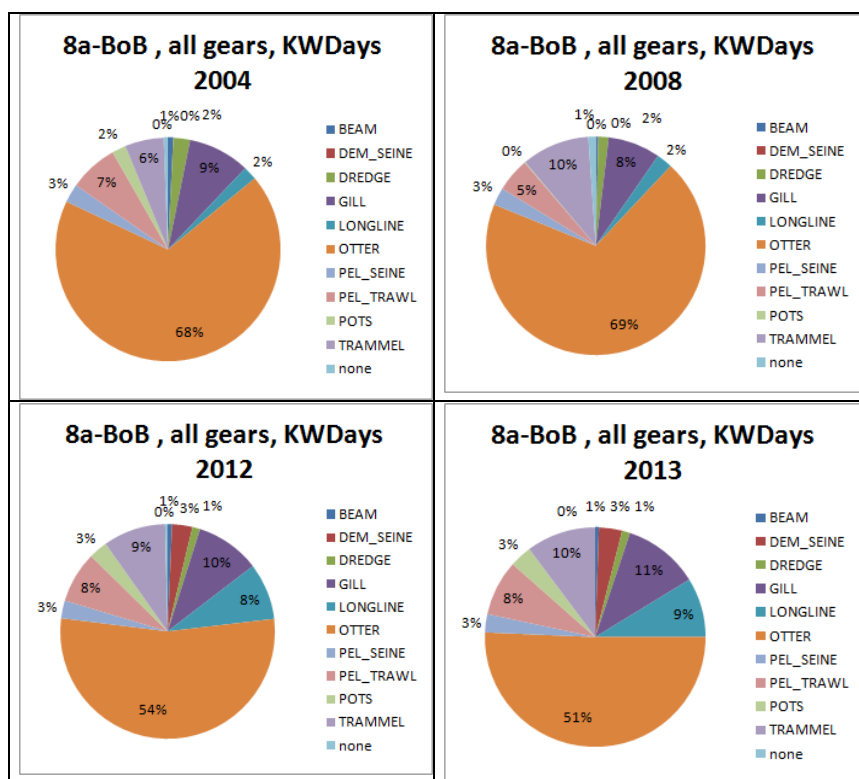 8a-BoB , all gears, KWDays
2004
1%
0%
2%
0%
2%
6%
9%
2%
7%
3%
68%
BEAM
DEM_SEINE
DREDGE
GILL
LONGLINE
OTTER
PEL_SEINE
PEL_TRAWL
POTS
TRAMMEL
none
8a-BoB , all gears, KWDays
2008
1%
0%
0%
2%
0%
10%
8%
2%
5%
3%
69%
BEAM
DEM_SEINE
DREDGE
GILL
LONGLINE
OTTER
PEL_SEINE
PEL_TRAWL
POTS
TRAMMEL
none
8a-BoB , all gears, KWDays
2012
1%
0%
3%
1%
3%
9%
10%
8%
8%
3%
54%
BEAM
DEM_SEINE
DREDGE
GILL
LONGLINE
OTTER
PEL_SEINE
PEL_TRAWL
POTS
TRAMMEL
none
8a-BoB , all gears, KWDays
2013
0%
1%
3%
1%
3%
10%
11%
8%
9%
3%
51%
BEAM
DEM_SEINE
DREDGE
GILL
LONGLINE
OTTER
PEL_SEINE
PEL_TRAWL
POTS
TRAMMEL
none